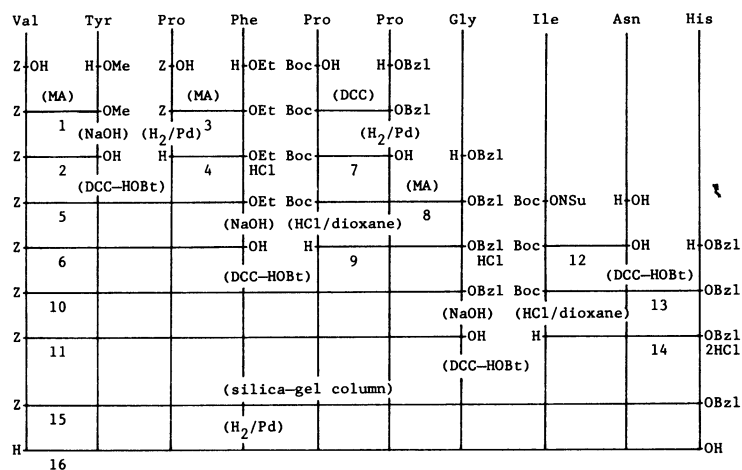 Val Tyr Pro Phe Pro Pro Gly Ile Asn His
Z OH H OMe Z OH H OEt Boc OH H OBzl
(MA) (MA) (DCC)
Z OMe Z OEt Boc OBzl
1 (NaOH) (H2/Pd) 3 (H2/Pd)
Z OH H OEt Boc OH H OBzl
2 4 HCl 7
(DCC—HOBt) (MA)
Z OEt Boc OBzl Boc ONSu H OH
5 8
(NaOH) (HCl/dioxane)
Z OH H OBzl Boc OH H OBzl
6 9 HCl 12
(DCC—HOBt) (DCC—HOBt)
Z OBzl Boc OBzl
10 13
(NaOH) (HCl/dioxane)
Z OH H OBzl
11 14 2HCl
(DCC—HOBt)
(silica—gel column)
Z OBzl
15
(H2/Pd)
H OH
16